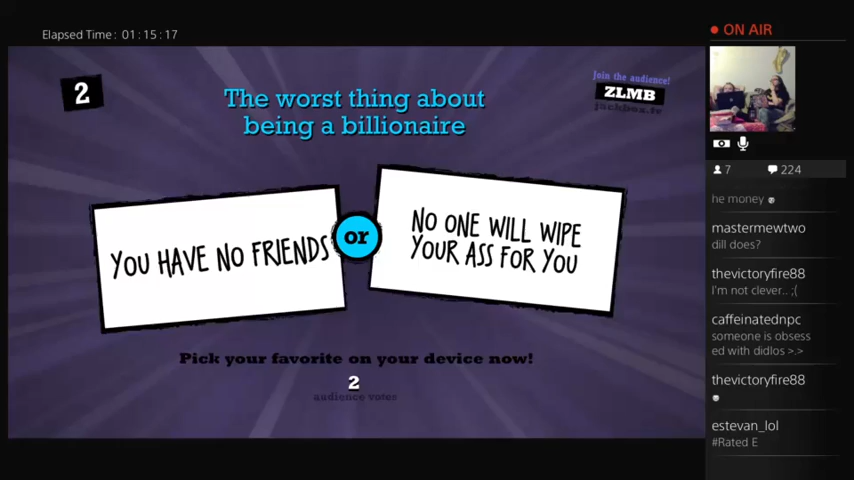 Elapsed Time: 01:15:17
ON AIR
2
The worst thing about
being a billionaire
Join the audience!
ZLMB
jackbox.tv
YOU HAVE NO FRIENDS
or
NO ONE WILL WIPE
YOUR ASS FOR YOU
Pick your favorite on your device now!
2
audience votes
7
224
he money
mastermewtwo
dill does?
thevictoryfire88
I'm not clever.. ;(
caffeinatednpc
someone is obsess
ed with didlos >.>
thevictoryfire88
estevan_lol
#Rated E